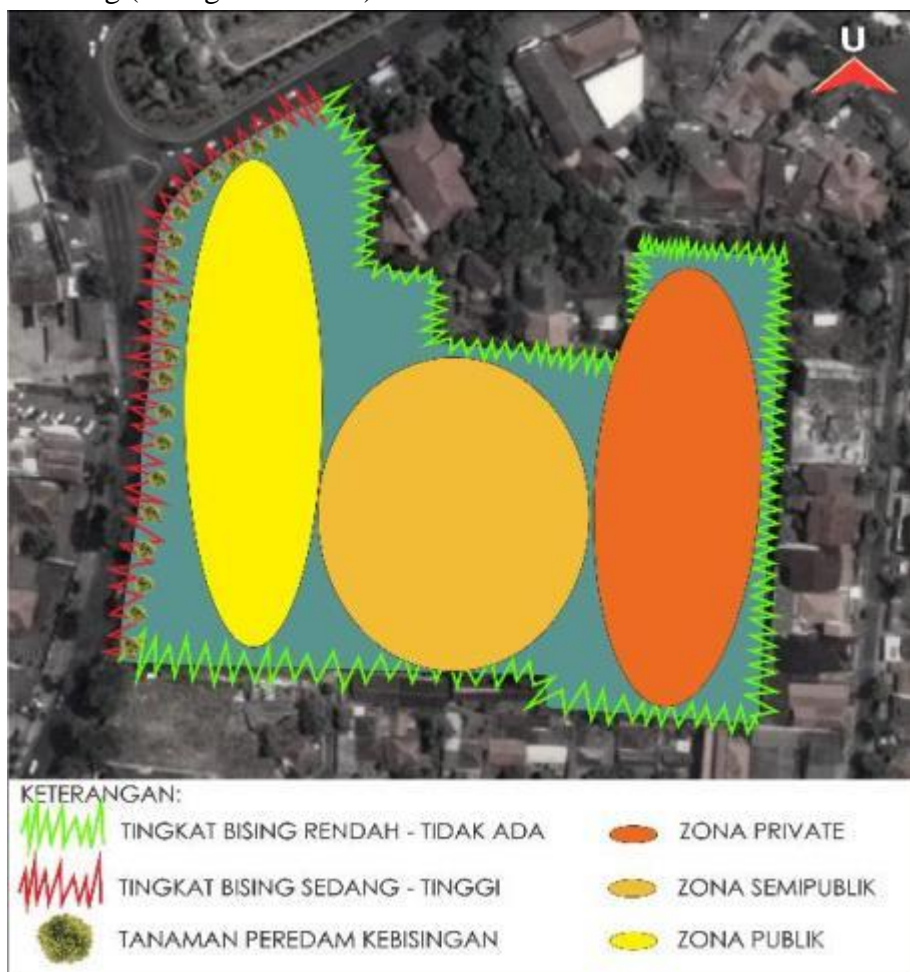 U
KETERANGAN:
TINGKAT BISING RENDAH - TIDAK ADA
ZONA PRIVATE
TINGKAT BISING SEDANG - TINGGI
ZONA SEMIPUBLIK
TANAMAN PEREDAM KEBISINGAN
ZONA PUBLIK